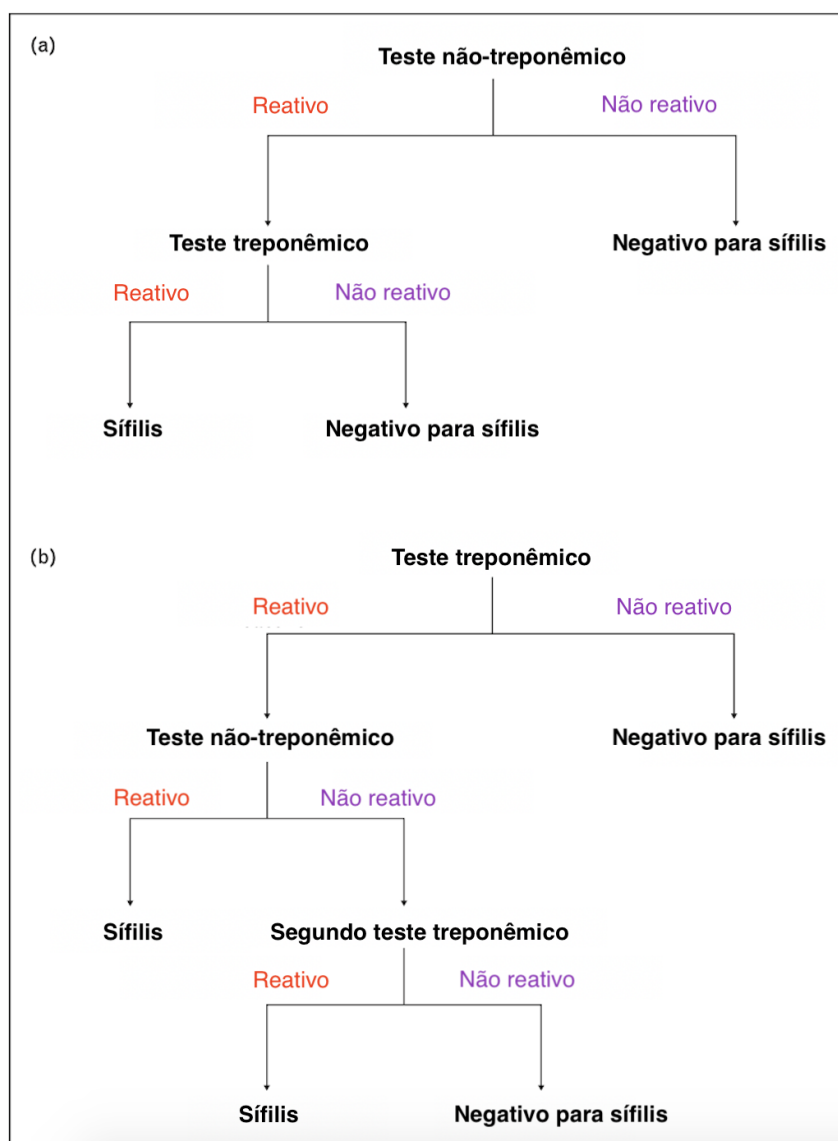 (a)
Teste não-treponêmico
Reativo Não reativo
Teste treponêmico Negativo para sífilis
Reativo Não reativo
Sífilis Negativo para sífilis
(b)
Teste treponêmico
Reativo Não reativo
Teste não-treponêmico Negativo para sífilis
Reativo Não reativo
Sífilis Segundo teste treponêmico
Reativo Não reativo
Sífilis Negativo para sífilis